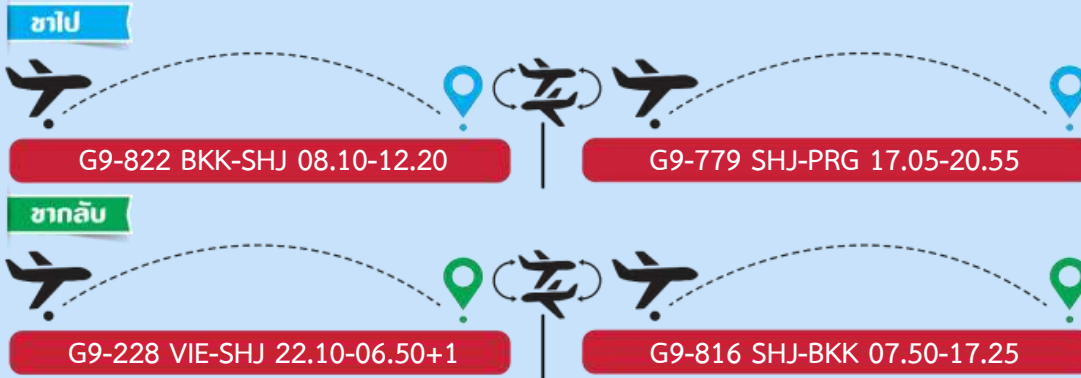 ขาไป
G9-822 BKK-SHJ 08.10-12.20
G9-779 SHJ-PRG 17.05-20.55
ขากลับ
G9-228 VIE-SHJ 22.10-06.50+1
G9-816 SHJ-BKK 07.50-17.25